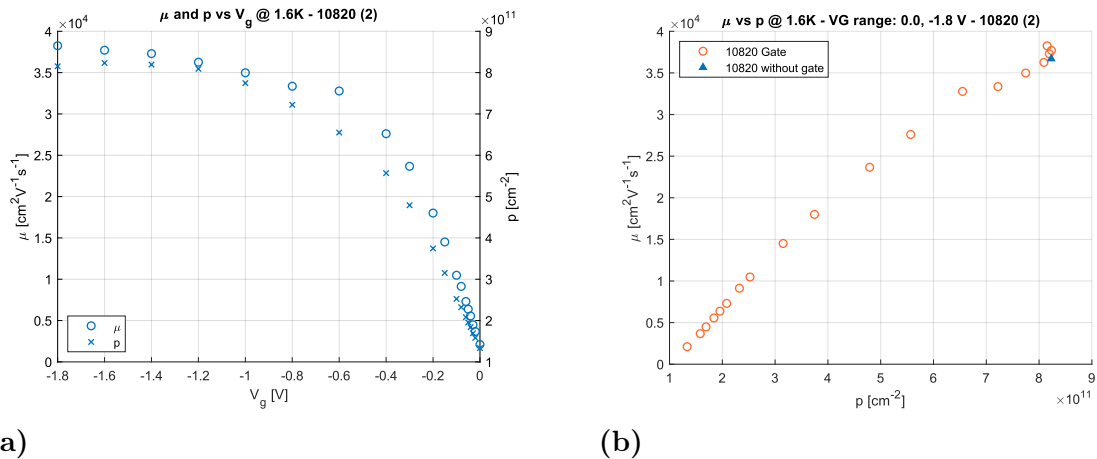 μ and p vs V_g @ 1.6K - 10820 (2)
×10^4
×10^11
4
3.5
3
2.5
2
1.5
1
0.5
0
μ [cm^2V^-1s^-1]
9
8
7
6
5
4
3
2
1
p [cm^-2]
μ
p
-1.8 -1.6 -1.4 -1.2 -1 -0.8 -0.6 -0.4 -0.2 0
V_g [V]
a)
μ vs p @ 1.6K - VG range: 0.0, -1.8 V - 10820 (2)
×10^4
4
3.5
3
2.5
2
1.5
1
0.5
0
μ [cm^2V^-1s^-1]
10820 Gate
10820 without gate
1 2 3 4 5 6 7 8 9
p [cm^-2]
×10^11
(b)